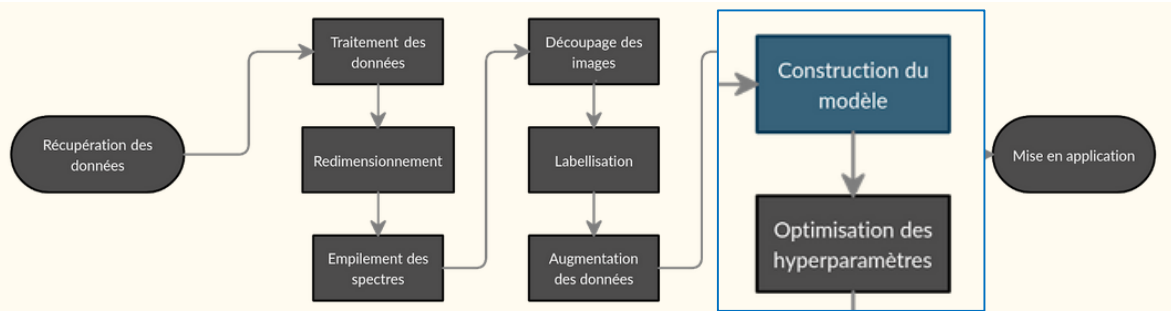 Récupération des
données
Traitement des
données
Redimensionnement
Empilement des
spectres
Découpage des
images
Labellisation
Augmentation
des données
Construction du
modèle
Optimisation des
hyperparamètres
Mise en application